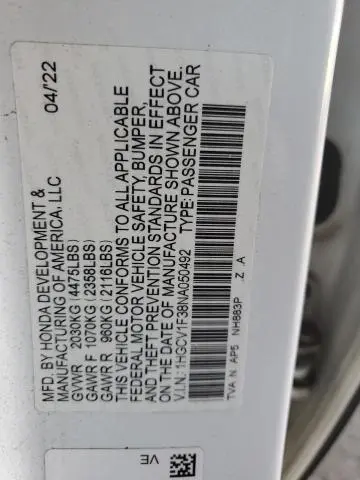 MFD. BY HONDA DEVELOPMENT & 04/22
MANUFACTURING OF AMERICA, LLC
GVWR 2030KG (4475LBS)
GAWR F 1070KG (2358LBS)
GAWR R 960KG (2116LBS)
THIS VEHICLE CONFORMS TO ALL APPLICABLE
FEDERAL MOTOR VEHICLE SAFETY, BUMPER,
AND THEFT PREVENTION STANDARDS IN EFFECT
ON THE DATE OF MANUFACTURE SHOWN ABOVE.
V.I.N.: 1HGCV1F38NA050492 TYPE: PASSENGER CAR
TVA N AP5 NH883P Z A
VE